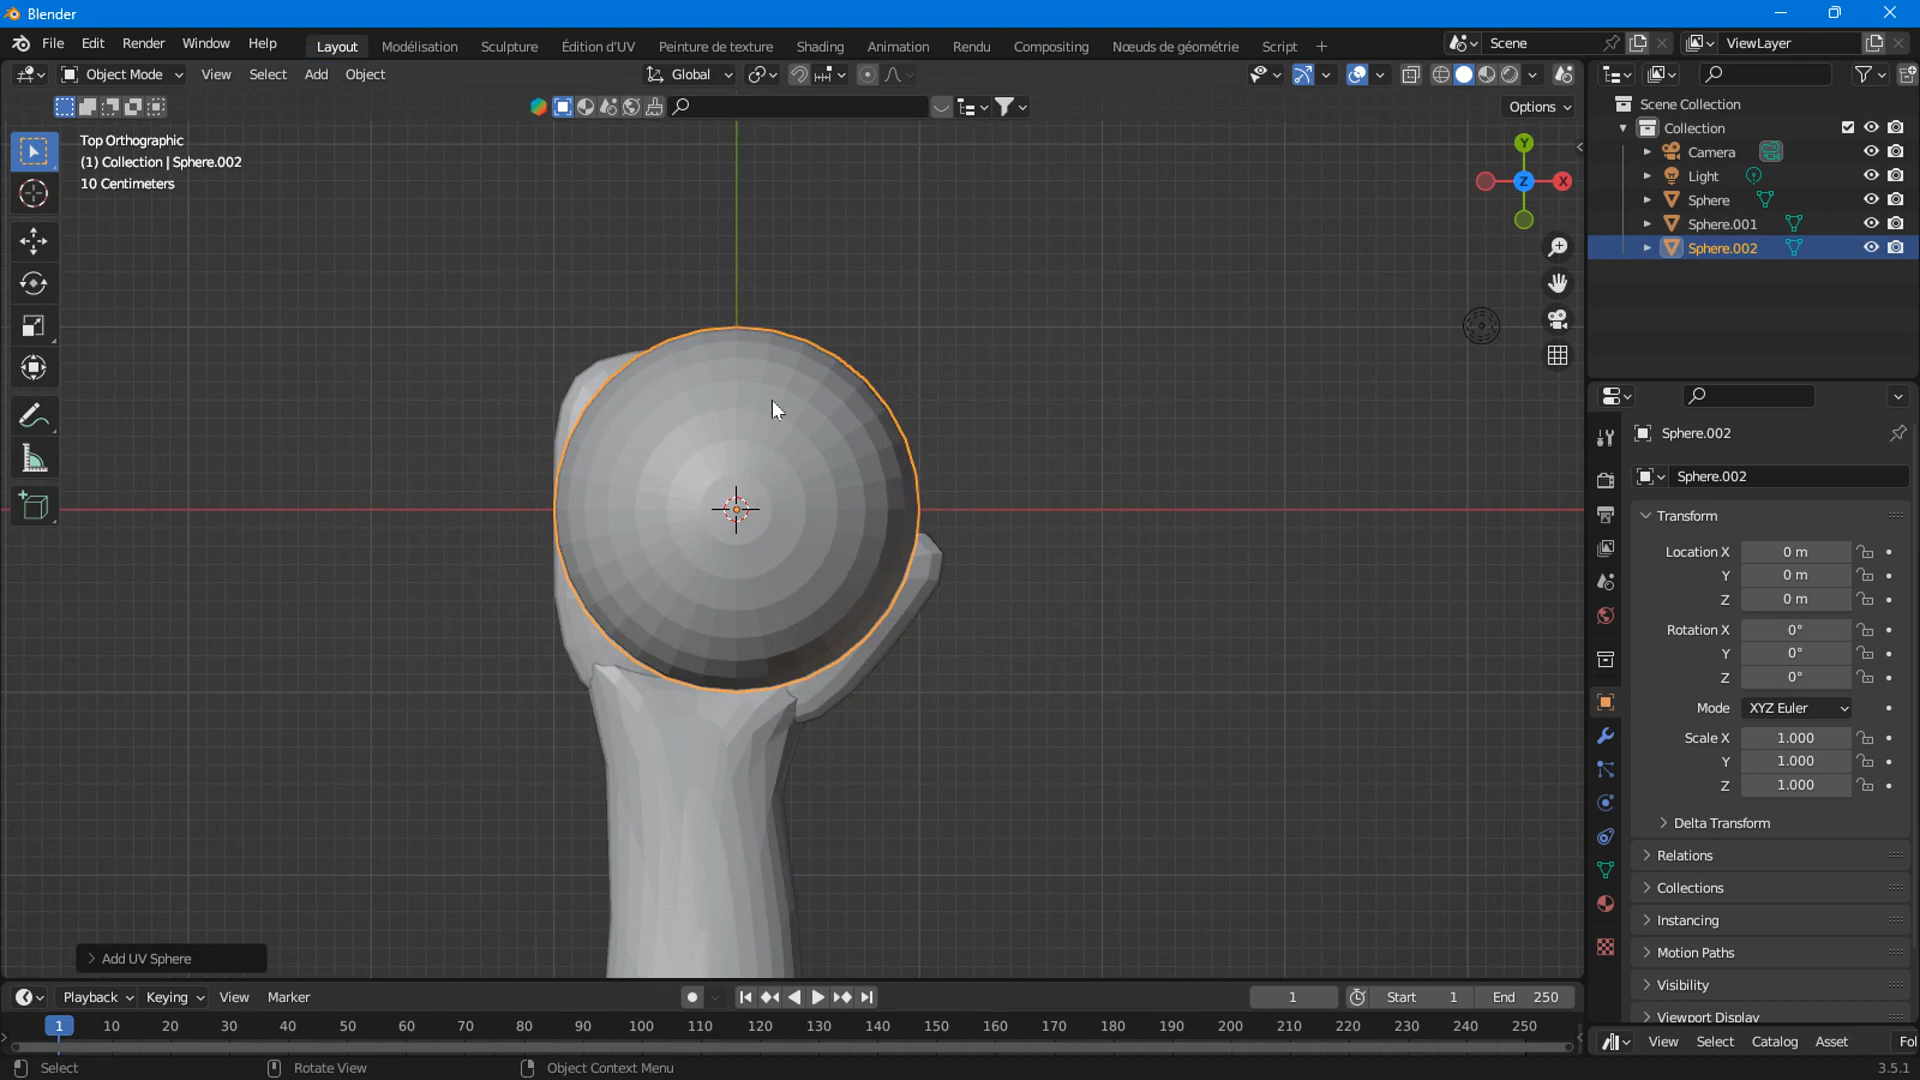 Blender
File Edit Render Window Help Layout Modélisation Sculpture Édition d'UV Peinture de texture Shading Animation Rendu Compositing Nœuds de géométrie Script + Scene ViewLayer
Object Mode View Select Add Object Global
Options
Top Orthographic
(1) Collection | Sphere.002
10 Centimeters
Y
Z
X
Scene Collection
Collection
Camera
Light
Sphere
Sphere.001
Sphere.002
Sphere.002
Sphere.002
Transform
Location X 0 m
Y 0 m
Z 0 m
Rotation X 0°
Y 0°
Z 0°
Mode XYZ Euler
Scale X 1.000
Y 1.000
Z 1.000
Delta Transform
Relations
Collections
Instancing
Motion Paths
Visibility
Viewport Display
Add UV Sphere
Playback Keying View Marker 1 Start 1 End 250
1 10 20 30 40 50 60 70 80 90 100 110 120 130 140 150 160 170 180 190 200 210 220 230 240 250
View Select Catalog Asset Fol
Select Rotate View Object Context Menu 3.5.1